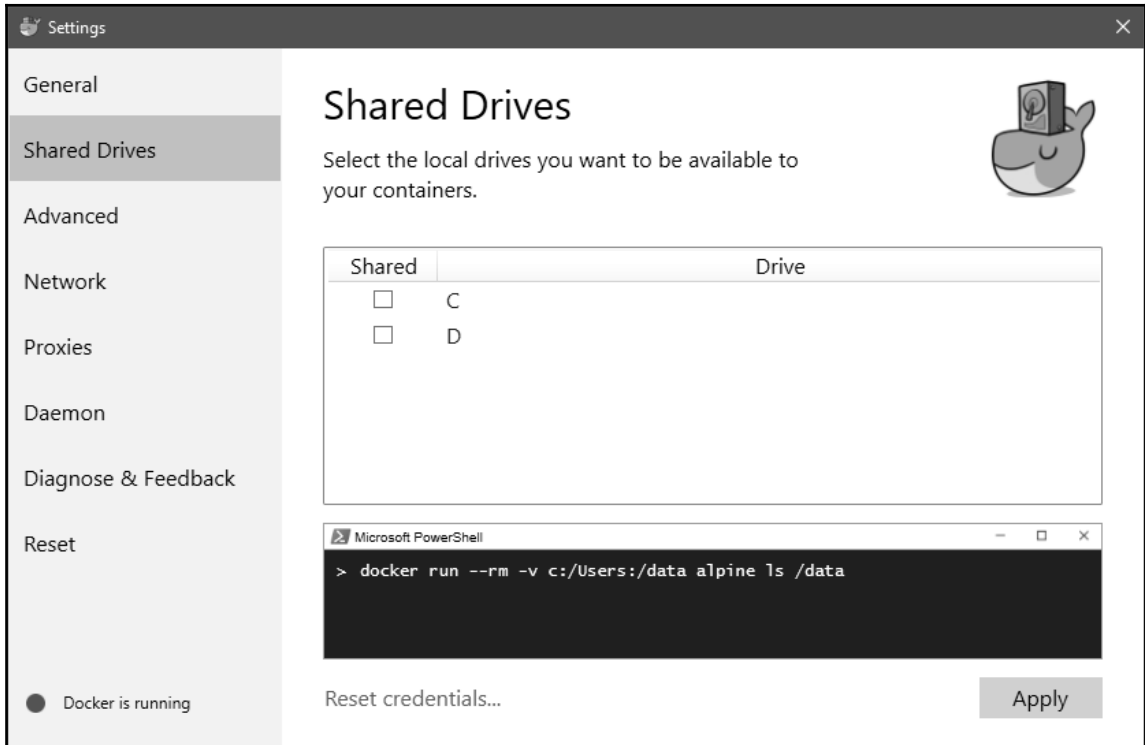 Settings
General
Shared Drives
Advanced
Network
Proxies
Daemon
Diagnose & Feedback
Reset
Docker is running
Shared Drives
Select the local drives you want to be available to
your containers.
Shared Drive
C
D
Microsoft PowerShell
> docker run --rm -v c:/Users:/data alpine ls /data
Reset credentials...
Apply